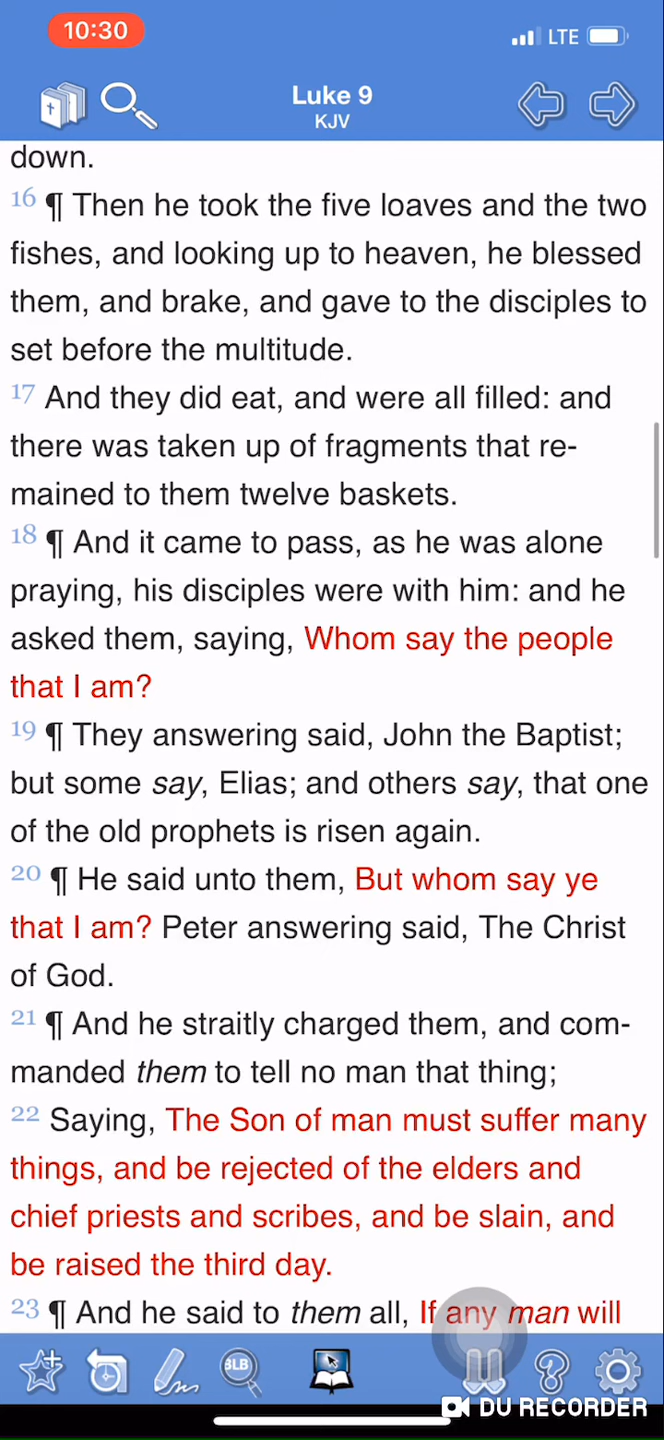 10:30
LTE
Luke 9
KJV
down.
16 ¶ Then he took the five loaves and the two
fishes, and looking up to heaven, he blessed
them, and brake, and gave to the disciples to
set before the multitude.
17 And they did eat, and were all filled: and
there was taken up of fragments that re-
mained to them twelve baskets.
18 ¶ And it came to pass, as he was alone
praying, his disciples were with him: and he
asked them, saying, Whom say the people
that I am?
19 ¶ They answering said, John the Baptist;
but some say, Elias; and others say, that one
of the old prophets is risen again.
20 ¶ He said unto them, But whom say ye
that I am? Peter answering said, The Christ
of God.
21 ¶ And he straitly charged them, and com-
manded them to tell no man that thing;
22 Saying, The Son of man must suffer many
things, and be rejected of the elders and
chief priests and scribes, and be slain, and
be raised the third day.
23 ¶ And he said to them all, If any man will
BLB
DU RECORDER